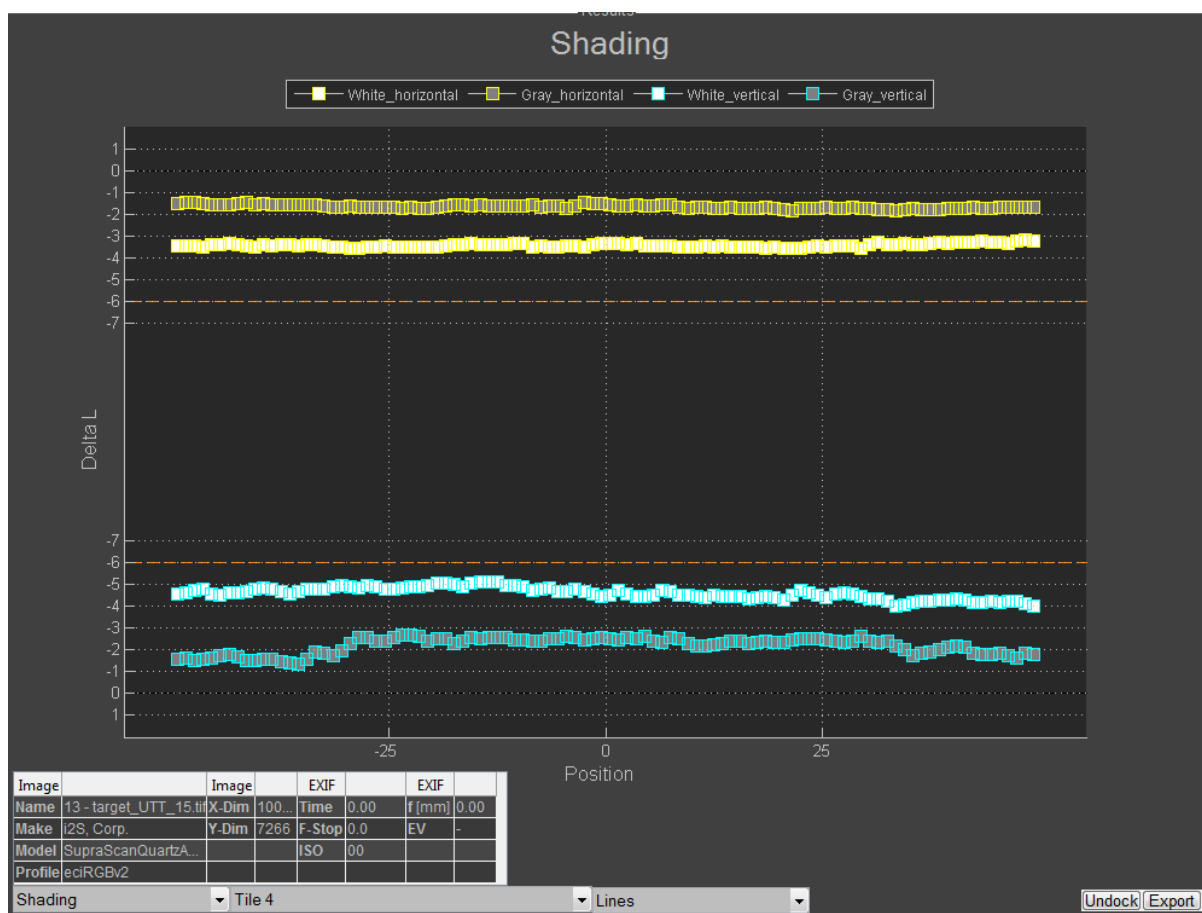 Results
Shading
White_horizontal Gray_horizontal White_vertical Gray_vertical
1
0
-1
-2
-3
-4
-5
-6
-7
Delta L
-7
-6
-5
-4
-3
-2
-1
0
1
-25 0 25
Position
Image Image EXIF EXIF
Name 13 - target_UTT_15.tif X-Dim 100... Time 0.00 f [mm] 0.00
Make i2S, Corp. Y-Dim 7266 F-Stop 0.0 EV -
Model SupraScanQuartzA... ISO 00
Profile eciRGBv2
Shading Tile 4 Lines Undock Export